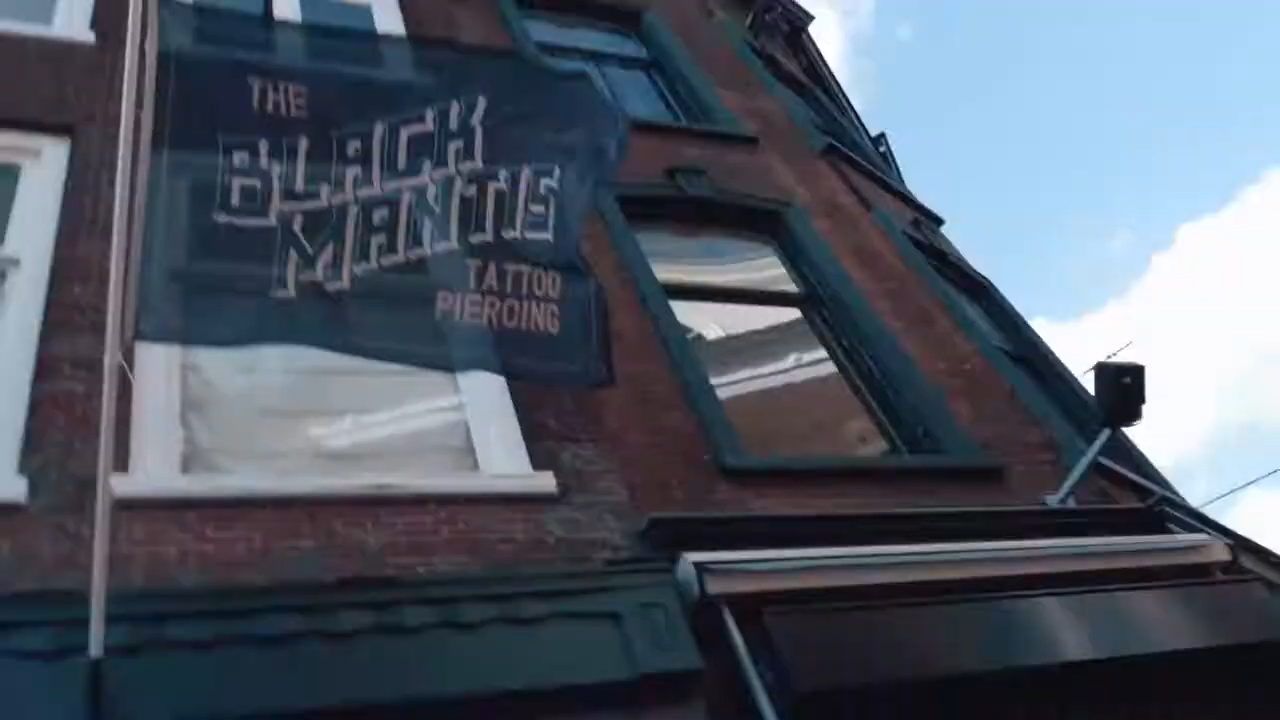 THE
BLACK
MANTIS
TATTOO
PIERCING